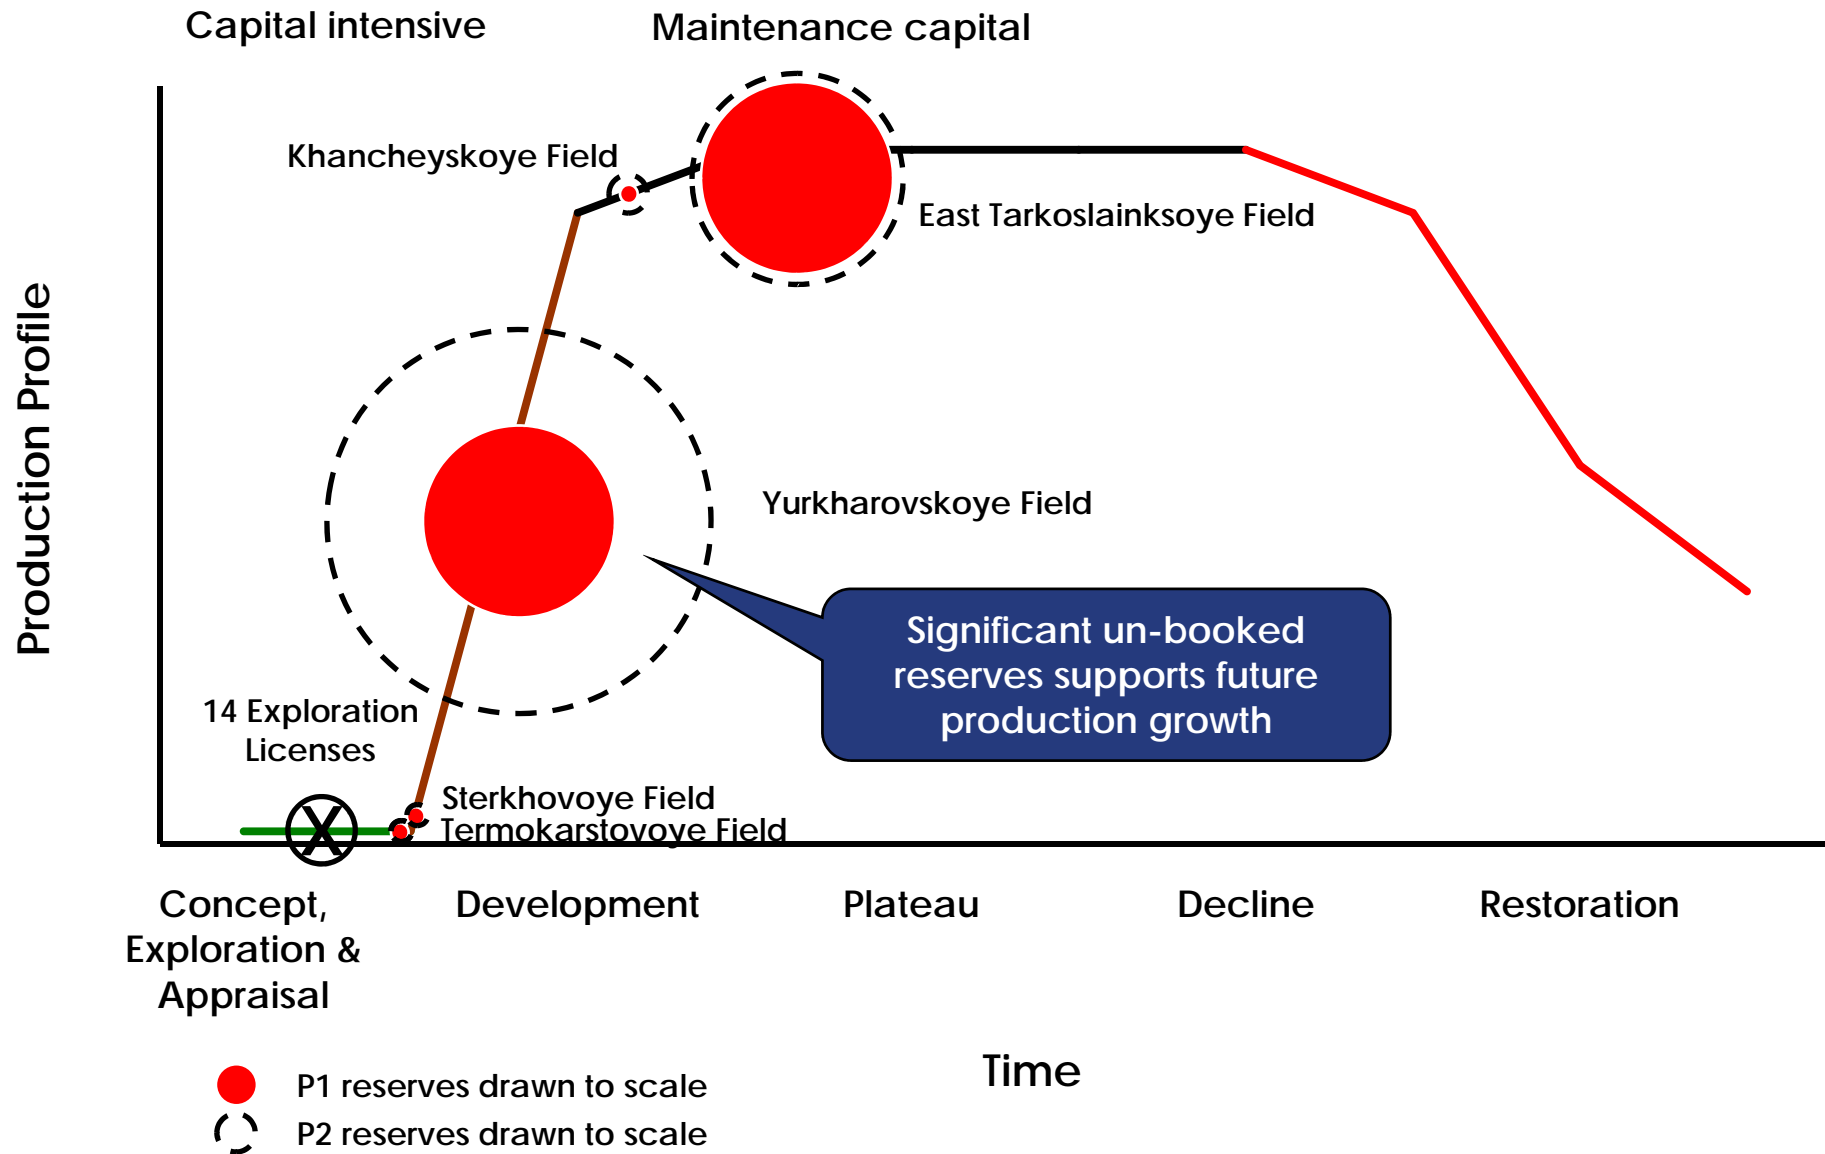 Capital intensive
Maintenance capital
Khancheyskoye Field
East Tarkoslainksoye Field
Production Profile
Yurkharovskoye Field
Significant un-booked
reserves supports future
production growth
14 Exploration
Licenses
X
Sterkhovoye Field
Termokarstovoye Field
Concept,
Exploration &
Appraisal
Development
Plateau
Decline
Restoration
Time
P1 reserves drawn to scale
P2 reserves drawn to scale